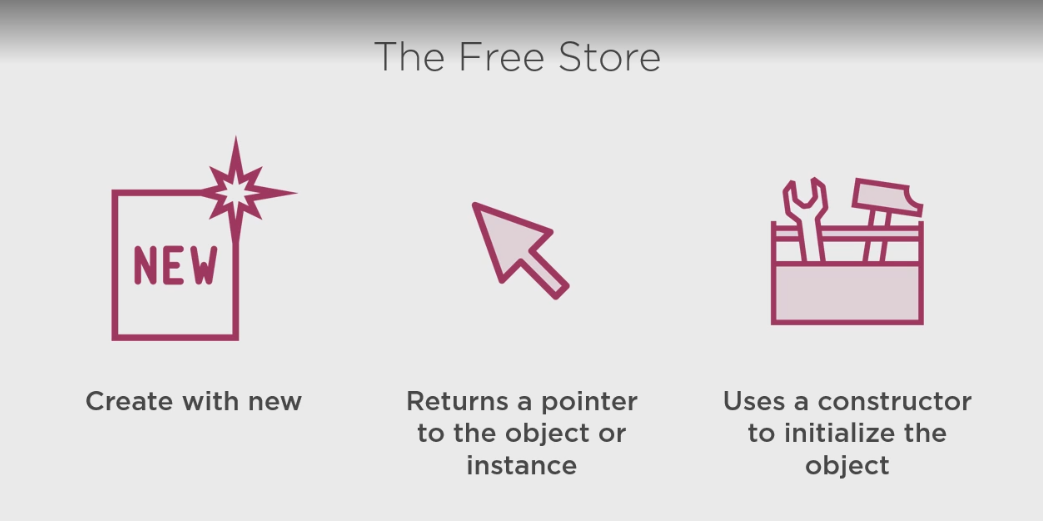 The Free Store
NEW
Create with new
Returns a pointer
to the object or
instance
Uses a constructor
to initialize the
object